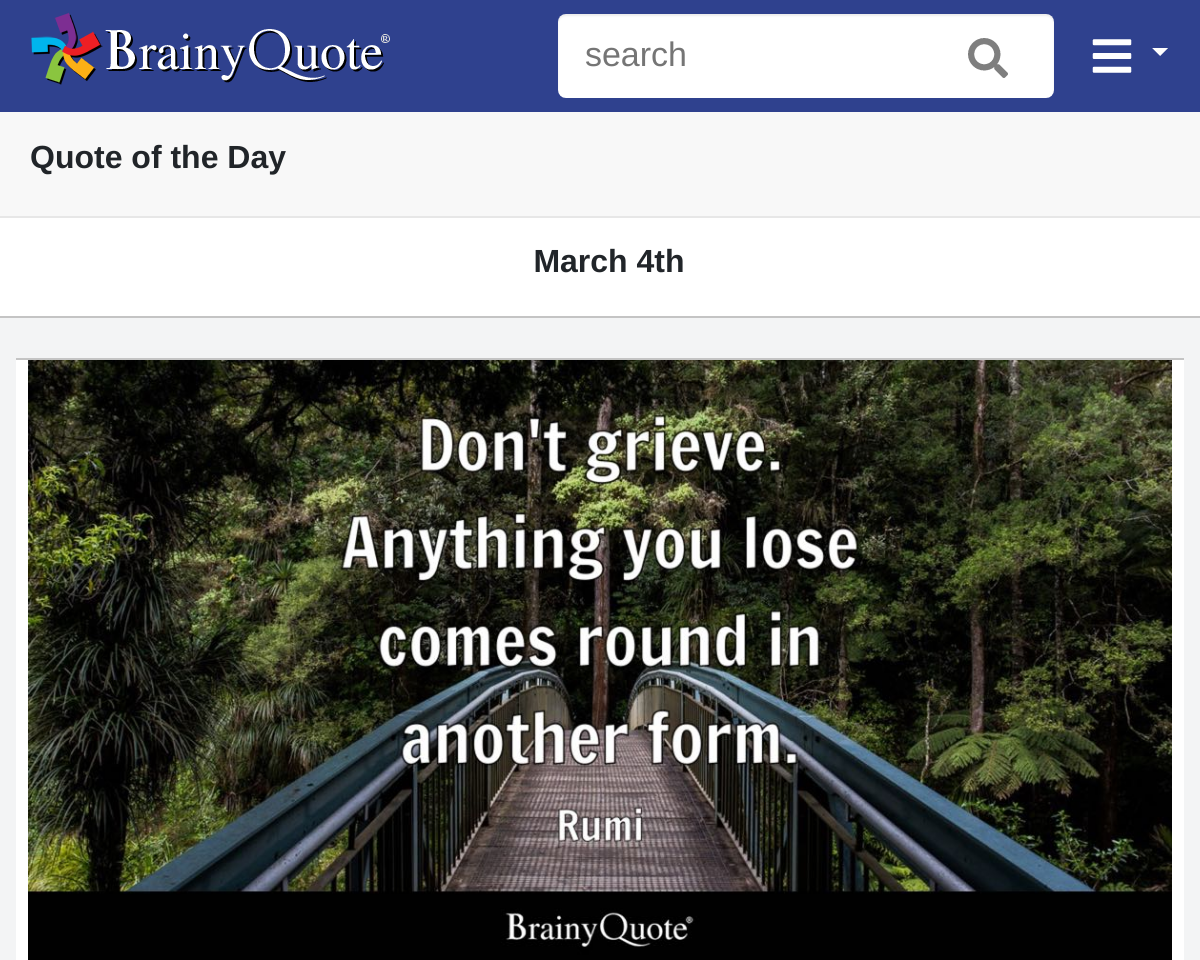 BrainyQuote®
search
Quote of the Day
March 4th
Don't grieve.
Anything you lose
comes round in
another form.
Rumi
BrainyQuote®